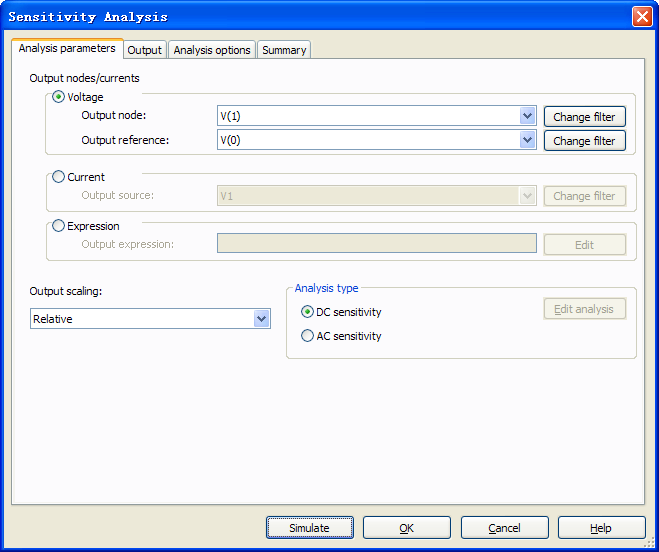 Sensitivity Analysis
Analysis parameters Output Analysis options Summary
Output nodes/currents
Voltage
Output node: V(1) Change filter
Output reference: V(0) Change filter
Current
Output source: V1 Change filter
Expression
Output expression: Edit
Output scaling:
Relative
Analysis type
DC sensitivity Edit analysis
AC sensitivity
Simulate OK Cancel Help